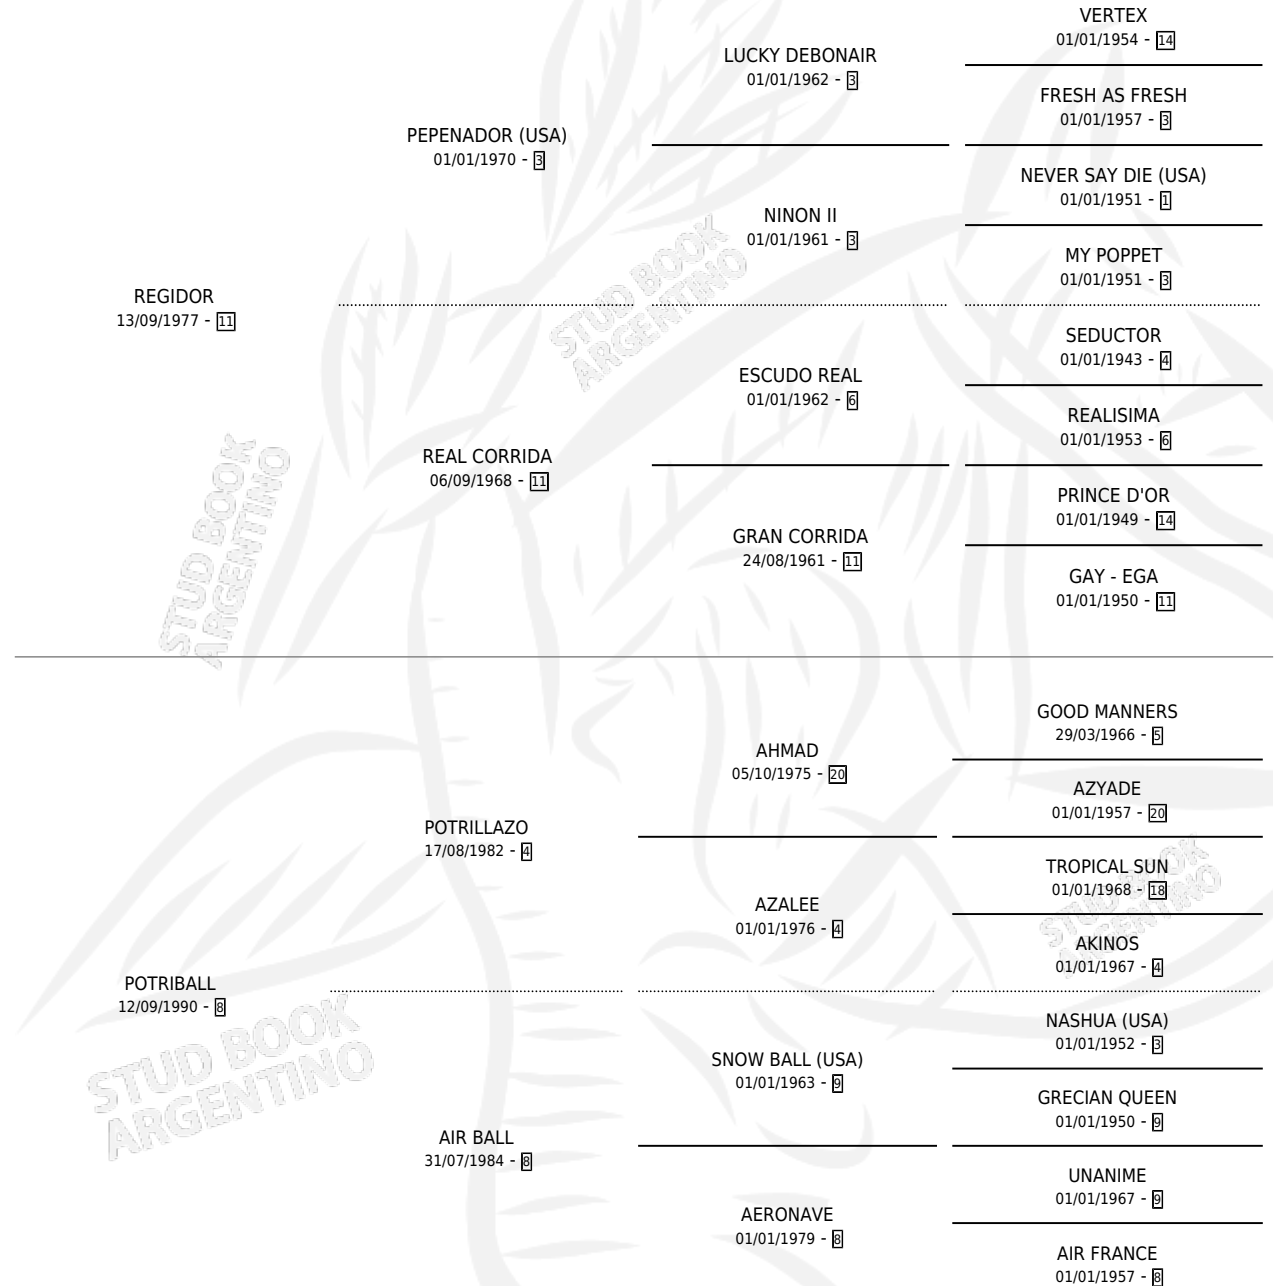 VERTEX
01/01/1954 - 14
LUCKY DEBONAIR
01/01/1962 - 3
FRESH AS FRESH
01/01/1957 - 3
PEPENADOR (USA)
01/01/1970 - 3
NEVER SAY DIE (USA)
01/01/1951 - 1
NINON II
01/01/1961 - 3
MY POPPET
01/01/1951 - 3
REGIDOR
13/09/1977 - 11
SEDUCTOR
01/01/1943 - 4
ESCUDO REAL
01/01/1962 - 6
REALISIMA
01/01/1953 - 6
REAL CORRIDA
06/09/1968 - 11
PRINCE D'OR
01/01/1949 - 14
GRAN CORRIDA
24/08/1961 - 11
GAY - EGA
01/01/1950 - 11
GOOD MANNERS
29/03/1966 - 5
AHMAD
05/10/1975 - 20
AZYADE
01/01/1957 - 20
POTRILLAZO
17/08/1982 - 4
TROPICAL SUN
01/01/1968 - 18
AZALEE
01/01/1976 - 4
AKINOS
01/01/1967 - 4
POTRIBALL
12/09/1990 - 8
NASHUA (USA)
01/01/1952 - 3
SNOW BALL (USA)
01/01/1963 - 9
GRECIAN QUEEN
01/01/1950 - 9
AIR BALL
31/07/1984 - 8
UNANIME
01/01/1967 - 9
AERONAVE
01/01/1979 - 8
AIR FRANCE
01/01/1957 - 8
STUD BOOK
ARGENTINO
STUD BOOK
ARGENTINO
STUD BOOK
ARGENTINO
STUD BOOK
ARGENTINO